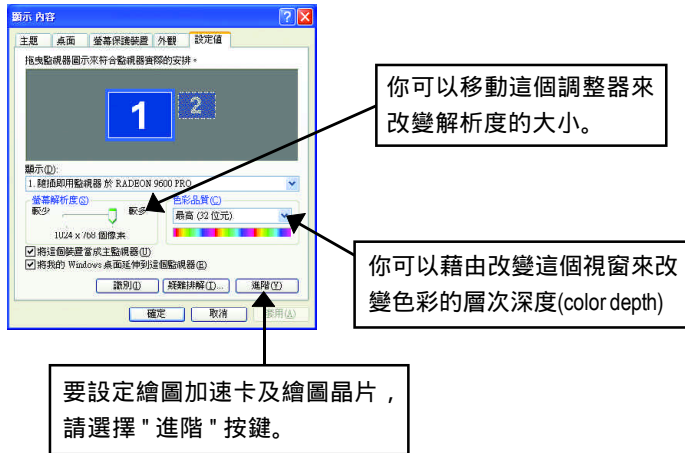 顯示 內容
主題 桌面 螢幕保護裝置 外觀 設定值
拖曳監視器圖示來符合監視器實際的安排。
1 2
顯示(D):
1. 隨插即用監視器 於 RADEON 9600 PRO
螢幕解析度(S) 色彩品質(C)
較少 較多 最高 (32 位元)
1024 x 768 個像素
將這個裝置當成主監視器(U)
將我的 Windows 桌面延伸到這個監視器(E)
識別(I) 疑難排解(T)... 進階(V)
確定 取消 套用(A)
你可以移動這個調整器來
改變解析度的大小。
你可以藉由改變這個視窗來改
變色彩的層次深度(color depth)
要設定繪圖加速卡及繪圖晶片，
請選擇 " 進階 " 按鍵。